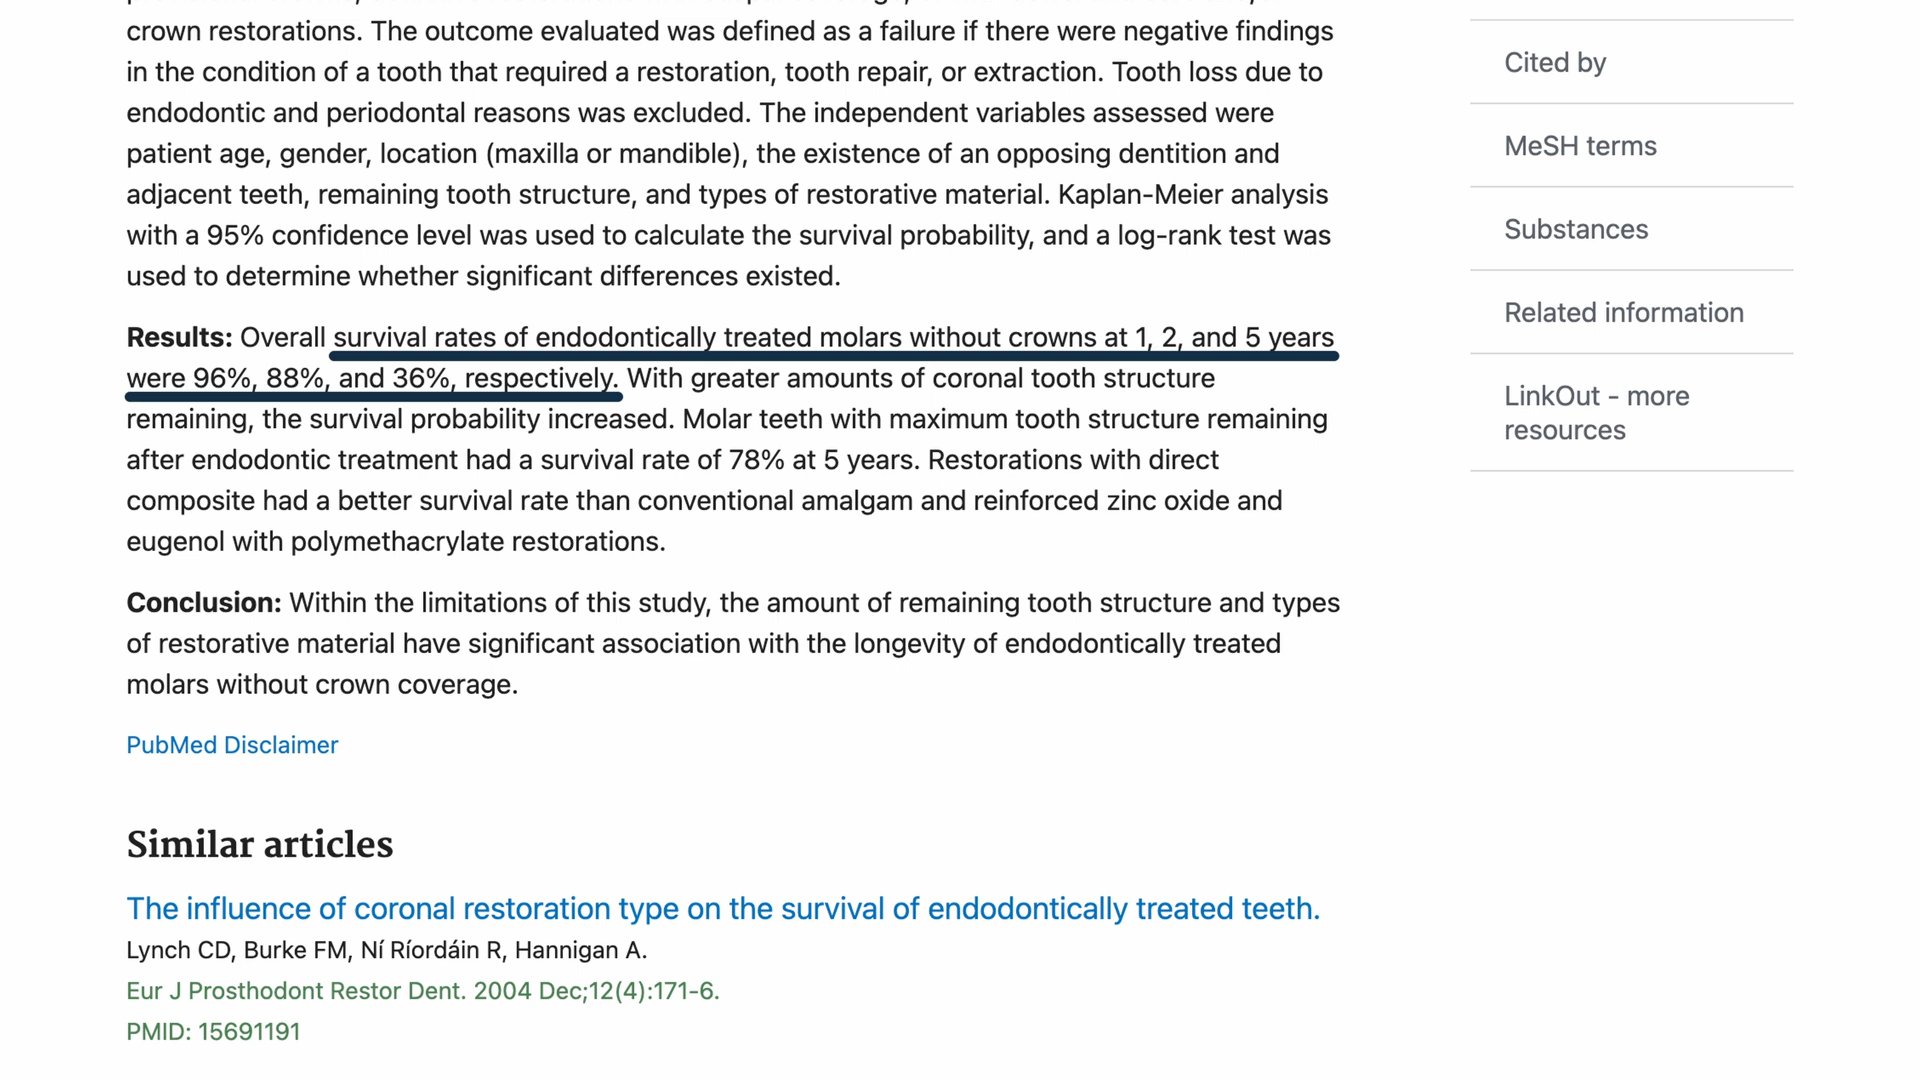 crown restorations. The outcome evaluated was defined as a failure if there were negative findings
in the condition of a tooth that required a restoration, tooth repair, or extraction. Tooth loss due to
endodontic and periodontal reasons was excluded. The independent variables assessed were
patient age, gender, location (maxilla or mandible), the existence of an opposing dentition and
adjacent teeth, remaining tooth structure, and types of restorative material. Kaplan-Meier analysis
with a 95% confidence level was used to calculate the survival probability, and a log-rank test was
used to determine whether significant differences existed.
Results: Overall survival rates of endodontically treated molars without crowns at 1, 2, and 5 years
were 96%, 88%, and 36%, respectively. With greater amounts of coronal tooth structure
remaining, the survival probability increased. Molar teeth with maximum tooth structure remaining
after endodontic treatment had a survival rate of 78% at 5 years. Restorations with direct
composite had a better survival rate than conventional amalgam and reinforced zinc oxide and
eugenol with polymethacrylate restorations.
Conclusion: Within the limitations of this study, the amount of remaining tooth structure and types
of restorative material have significant association with the longevity of endodontically treated
molars without crown coverage.
PubMed Disclaimer
Similar articles
The influence of coronal restoration type on the survival of endodontically treated teeth.
Lynch CD, Burke FM, Ní Ríordáin R, Hannigan A.
Eur J Prosthodont Restor Dent. 2004 Dec;12(4):171-6.
PMID: 15691191
Cited by
MeSH terms
Substances
Related information
LinkOut - more
resources